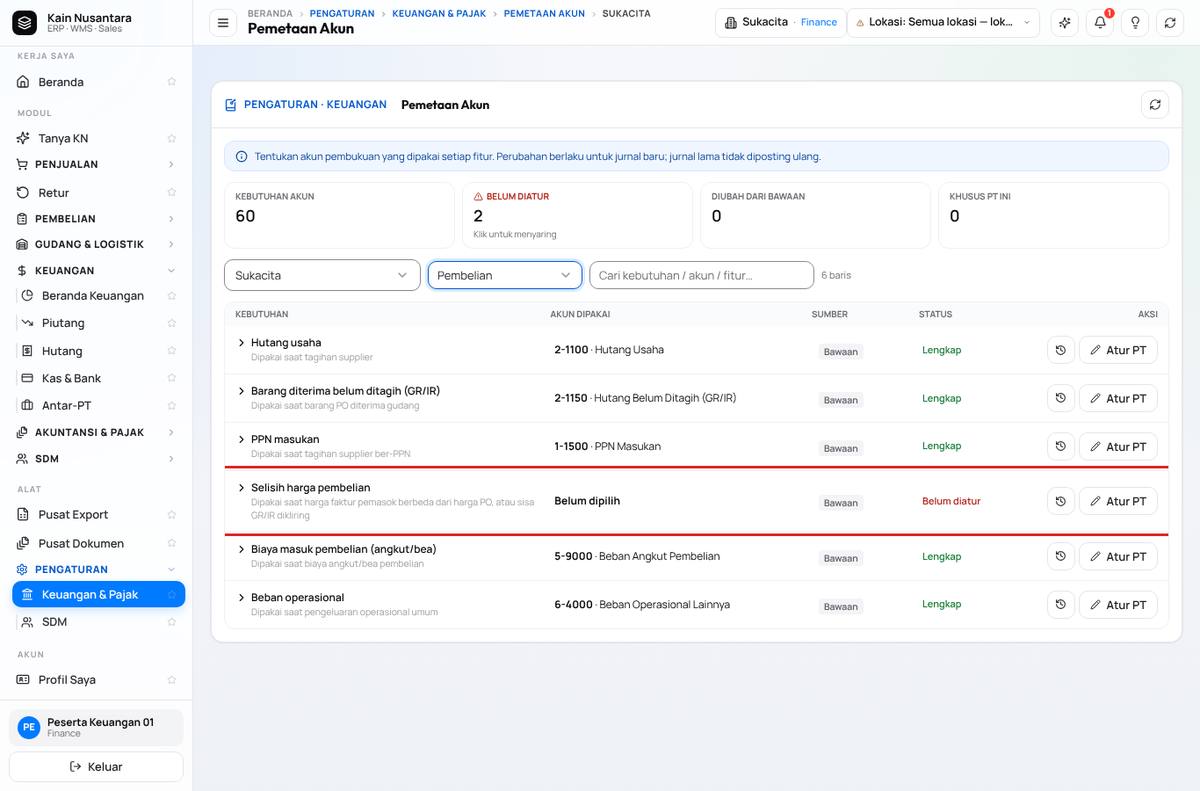 Kain Nusantara
ERP · WMS · Sales
KERJA SAYA
Beranda
MODUL
Tanya KN
PENJUALAN
Retur
PEMBELIAN
GUDANG & LOGISTIK
KEUANGAN
Beranda Keuangan
Piutang
Hutang
Kas & Bank
Antar-PT
AKUNTANSI & PAJAK
SDM
ALAT
Pusat Export
Pusat Dokumen
PENGATURAN
Keuangan & Pajak
SDM
AKUN
Profil Saya
PE
Peserta Keuangan 01
Finance
Keluar
BERANDA › PENGATURAN › KEUANGAN & PAJAK › PEMETAAN AKUN › SUKACITA
Pemetaan Akun
Sukacita · Finance
Lokasi: Semua lokasi — lok...
1
PENGATURAN · KEUANGAN Pemetaan Akun
Tentukan akun pembukuan yang dipakai setiap fitur. Perubahan berlaku untuk jurnal baru; jurnal lama tidak diposting ulang.
KEBUTUHAN AKUN
60
BELUM DIATUR
2
Klik untuk menyaring
DIUBAH DARI BAWAAN
0
KHUSUS PT INI
0
Sukacita
Pembelian
Cari kebutuhan / akun / fitur...
6 baris
KEBUTUHAN AKUN DIPAKAI SUMBER STATUS AKSI
Hutang usaha
Dipakai saat tagihan supplier
2-1100 · Hutang Usaha
Bawaan
Lengkap
Atur PT
Barang diterima belum ditagih (GR/IR)
Dipakai saat barang PO diterima gudang
2-1150 · Hutang Belum Ditagih (GR/IR)
Bawaan
Lengkap
Atur PT
PPN masukan
Dipakai saat tagihan supplier ber-PPN
1-1500 · PPN Masukan
Bawaan
Lengkap
Atur PT
Selisih harga pembelian
Dipakai saat harga faktur pemasok berbeda dari harga PO, atau sisa
GR/IR dikliring
Belum dipilih
Bawaan
Belum diatur
Atur PT
Biaya masuk pembelian (angkut/bea)
Dipakai saat biaya angkut/bea pembelian
5-9000 · Beban Angkut Pembelian
Bawaan
Lengkap
Atur PT
Beban operasional
Dipakai saat pengeluaran operasional umum
6-4000 · Beban Operasional Lainnya
Bawaan
Lengkap
Atur PT